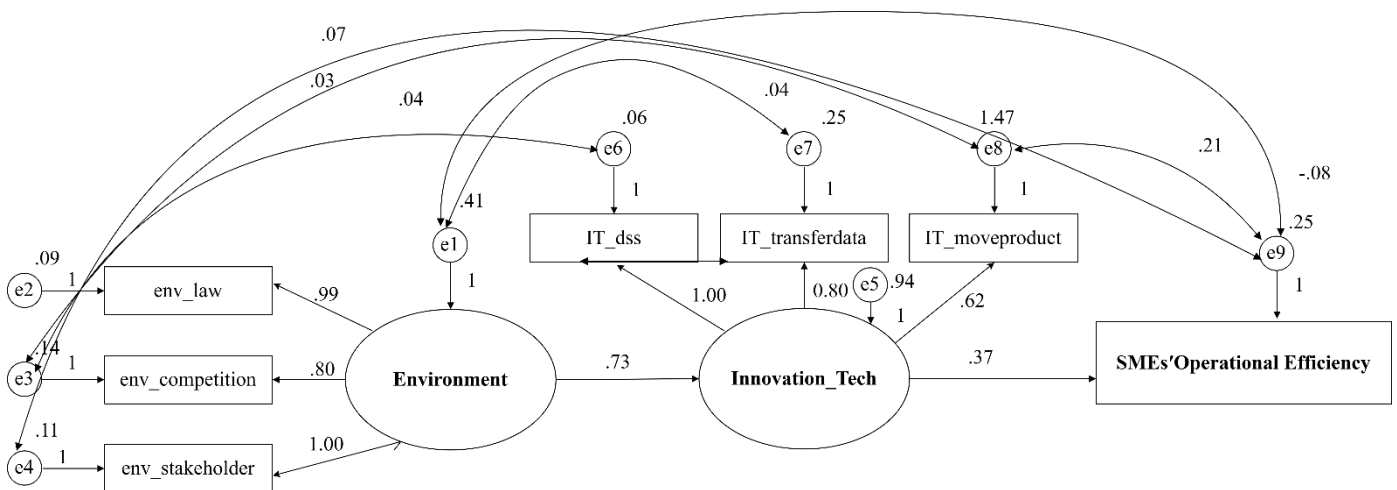 .07
.03
.04
.04
.06
.25
1.47
.21
-.08
e6
e7
e8
.41
1
1
1
.25
e1
IT_dss
IT_transferdata
IT_moveproduct
e9
.09
1
e2
1
env_law
.99
1.00
0.80
e5
.94
1
.62
1
.14
e3
1
env_competition
.80
Environment
.73
Innovation_Tech
.37
SMEs'Operational Efficiency
.11
e4
1
env_stakeholder
1.00